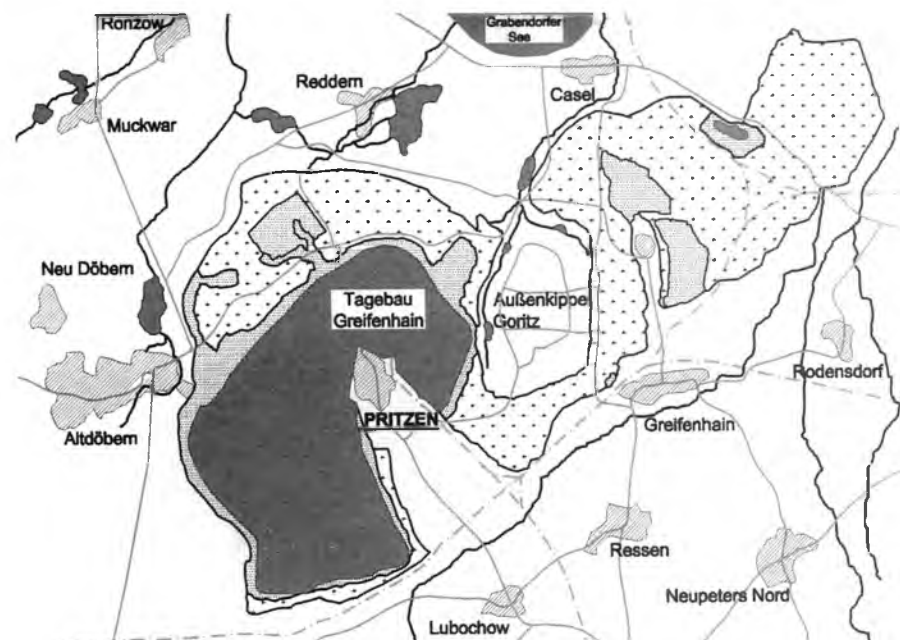 Ronzow
Grabendorfer
See
Reddern
Casel
Muckwar
Neu Döbern
Tagebau
Greifenhain
Außenkippe
Göritz
Rodensdorf
PRITZEN
Altdöbern
Greifenhain
Ressen
Neupeters Nord
Lubochow